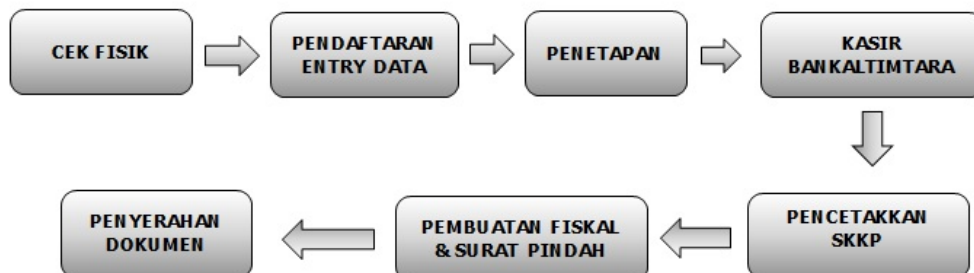 CEK FISIK
PENDAFTARAN
ENTRY DATA
PENETAPAN
KASIR
BANKALTIMTARA
PENCETAKKAN
SKKP
PEMBUATAN FISKAL
& SURAT PINDAH
PENYERAHAN
DOKUMEN